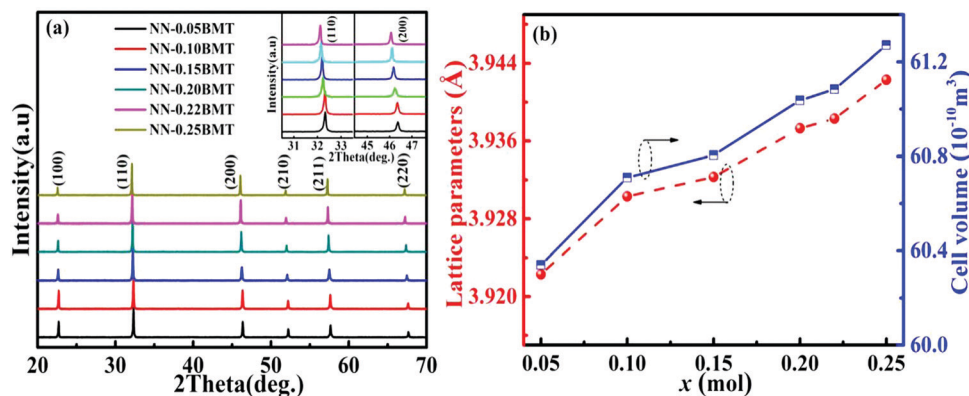 (a)
NN-0.05BMT
NN-0.10BMT
NN-0.15BMT
NN-0.20BMT
NN-0.22BMT
NN-0.25BMT
Intensity(a.u)
(110)
(200)
31 32 33 45 46 47
2Theta(deg.)
Intensity(a.u)
(100)
(110)
(200)
(210)
(211)
(220)
20 30 40 50 60 70
2Theta(deg.)
(b)
Lattice parameters (Å)
3.944
3.936
3.928
3.920
Cell volume (10⁻¹⁰ m³)
61.2
60.8
60.4
60.0
0.05 0.10 0.15 0.20 0.25
x (mol)